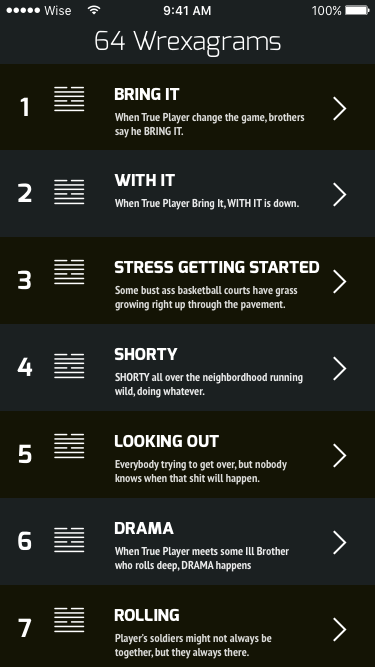 ●●●●● Wise 9:41 AM 100%
64 Wrexagrams
1
BRING IT
When True Player change the game, brothers
say he BRING IT.
2
WITH IT
When True Player Bring It, WITH IT is down.
3
STRESS GETTING STARTED
Some bust ass basketball courts have grass
growing right up through the pavement.
4
SHORTY
SHORTY all over the neighbordhood running
wild, doing whatever.
5
LOOKING OUT
Everybody trying to get over, but nobody
knows when that shit will happen.
6
DRAMA
When True Player meets some Ill Brother
who rolls deep, DRAMA happens
7
ROLLING
Player's soldiers might not always be
together, but they always there.